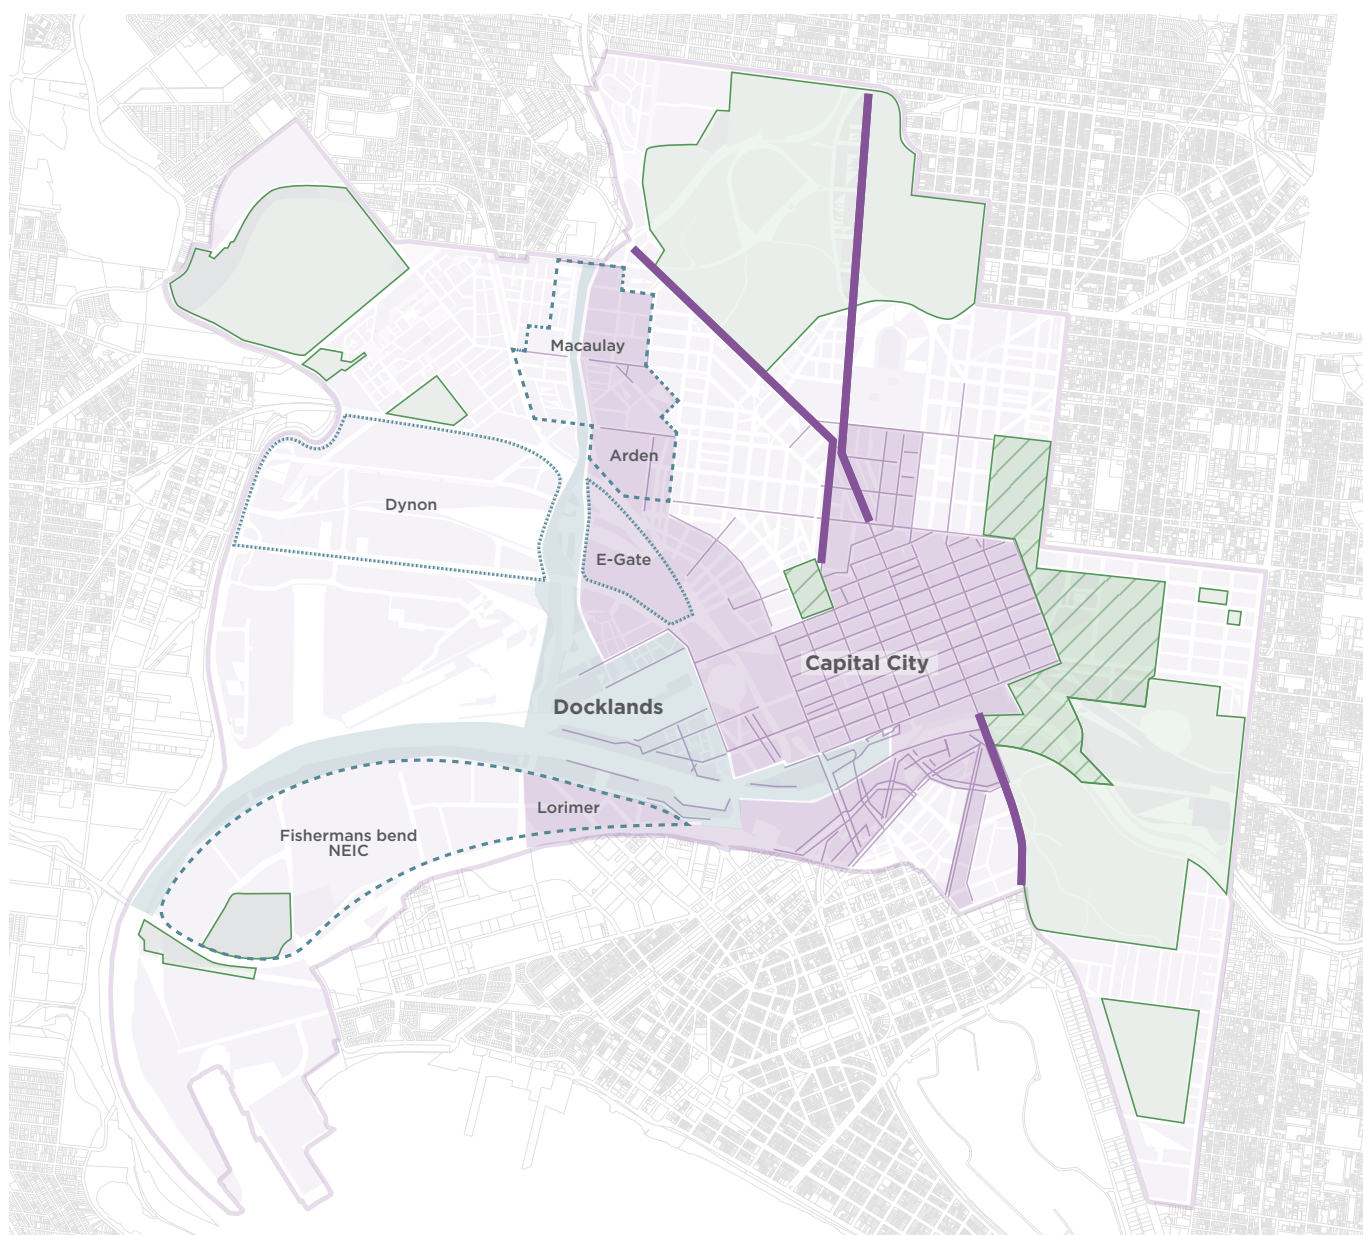 Macaulay
Arden
Dynon
E-Gate
Capital City
Docklands
Lorimer
Fishermans bend
NEIC